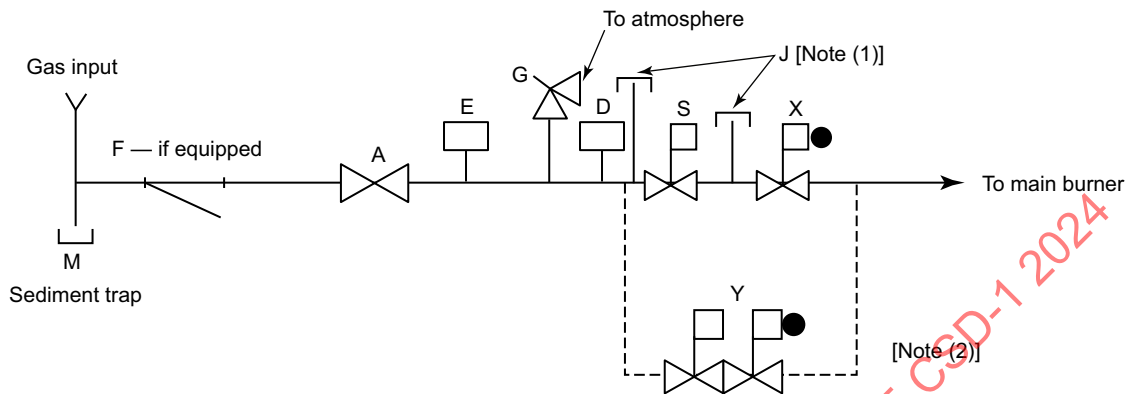 To atmosphere
Gas input
G
J [Note (1)]
E
D
S
X
F — if equipped
A
To main burner
M
Sediment trap
Y
[Note (2)]
CSD-1 2024